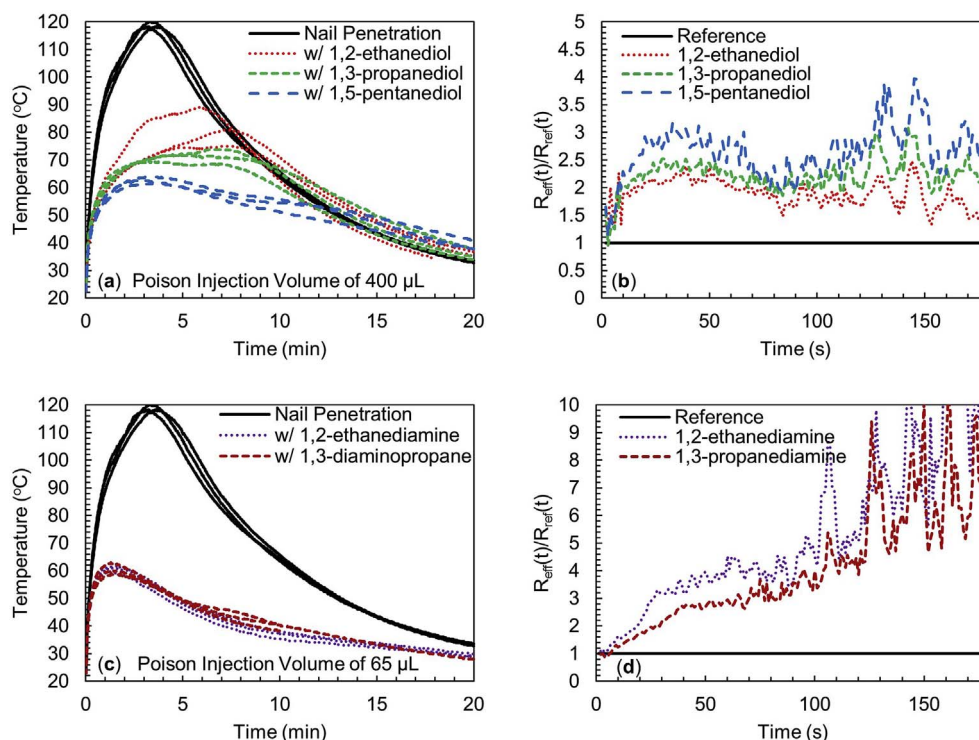 120
110
100
90
80
70
60
50
40
30
20
Temperature (ºC)
Nail Penetration
w/ 1,2-ethanediol
w/ 1,3-propanediol
w/ 1,5-pentanediol
(a) Poison Injection Volume of 400 µL
0 5 10 15 20
Time (min)
5
4.5
4
3.5
3
2.5
2
1.5
1
0.5
0
Reff(t)/Rref(t)
Reference
1,2-ethanediol
1,3-propanediol
1,5-pentanediol
(b)
0 50 100 150
Time (s)
120
110
100
90
80
70
60
50
40
30
20
Temperature (ºC)
Nail Penetration
w/ 1,2-ethanediamine
w/ 1,3-diaminopropane
(c) Poison Injection Volume of 65 µL
0 5 10 15 20
Time (min)
10
9
8
7
6
5
4
3
2
1
0
Reff(t)/Rref(t)
Reference
1,2-ethanediamine
1,3-propanediamine
(d)
0 50 100 150
Time (s)